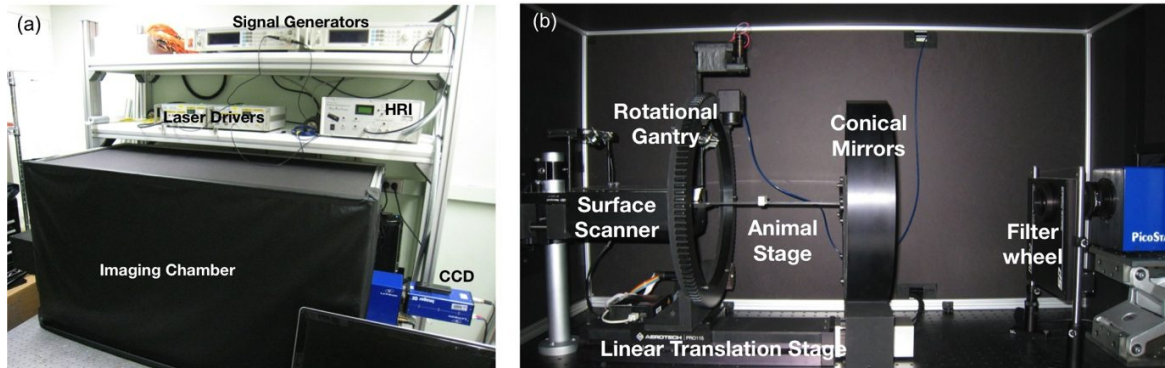 (a)
Signal Generators
HRI
Laser Drivers
Imaging Chamber
CCD
(b)
Rotational
Gantry
Conical
Mirrors
Surface
Scanner
Animal
Stage
Filter
wheel
PicoSta
AEROTECH PRO115
Linear Translation Stage